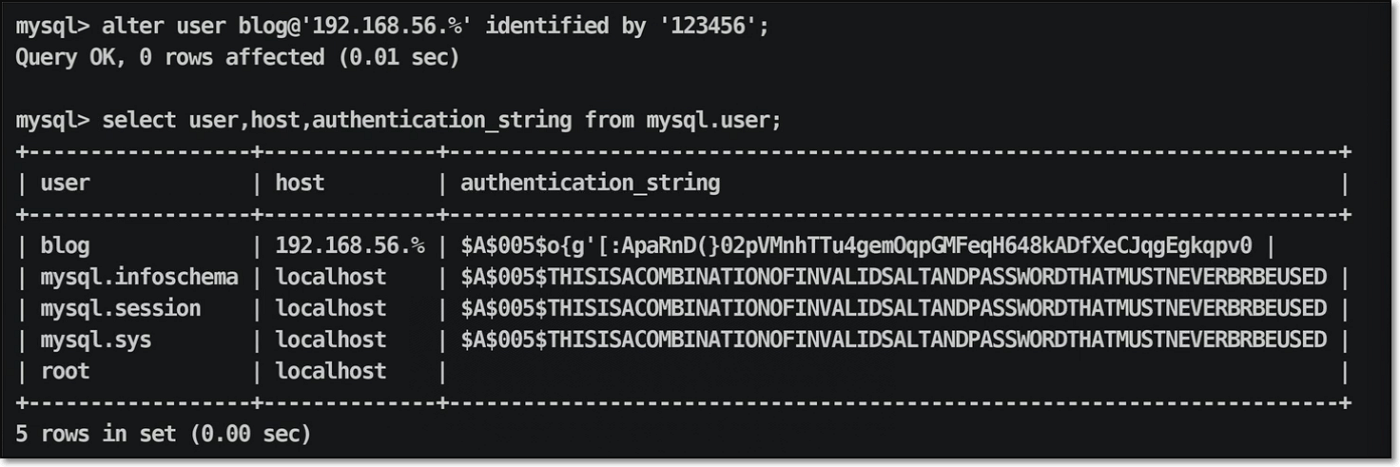 mysql> alter user blog@'192.168.56.%' identified by '123456';
Query OK, 0 rows affected (0.01 sec)
mysql> select user,host,authentication_string from mysql.user;
+------------------+--------------+------------------------------------------------------------------------+
| user             | host         | authentication_string                                                  |
+------------------+--------------+------------------------------------------------------------------------+
| blog             | 192.168.56.% | $A$005$o{g'[:ApaRnD(}02pVMnhTTu4gemOqpGMFeqH648kADfXeCJqgEgkqpv0 |
| mysql.infoschema | localhost    | $A$005$THISISACOMBINATIONOFINVALIDSALTANDPASSWORDTHATMUSTNEVERBRBEUSED |
| mysql.session    | localhost    | $A$005$THISISACOMBINATIONOFINVALIDSALTANDPASSWORDTHATMUSTNEVERBRBEUSED |
| mysql.sys        | localhost    | $A$005$THISISACOMBINATIONOFINVALIDSALTANDPASSWORDTHATMUSTNEVERBRBEUSED |
| root             | localhost    |                                                                        |
+------------------+--------------+------------------------------------------------------------------------+
5 rows in set (0.00 sec)